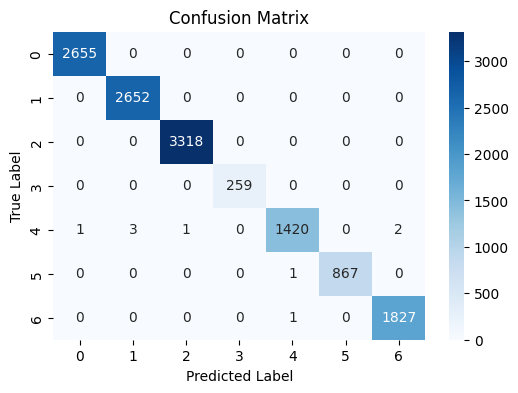 Confusion Matrix
0 2655 0 0 0 0 0 0
1 0 2652 0 0 0 0 0
2 0 0 3318 0 0 0 0
3 0 0 0 259 0 0 0
4 1 3 1 0 1420 0 2
5 0 0 0 0 1 867 0
6 0 0 0 0 1 0 1827
0 1 2 3 4 5 6
True Label
Predicted Label
3000
2500
2000
1500
1000
500
0